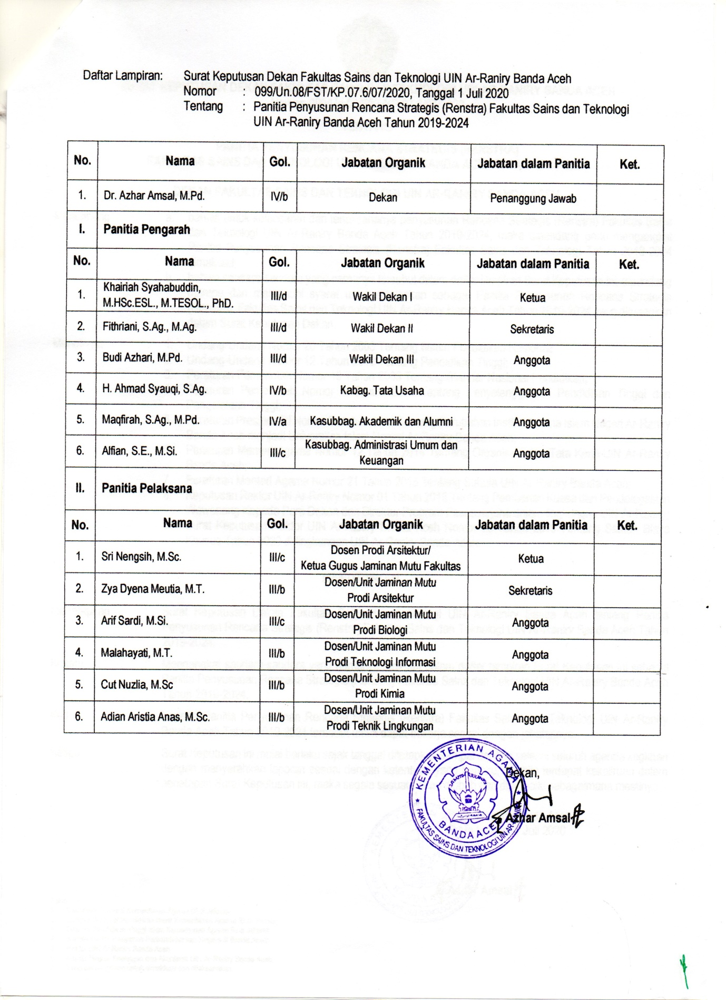 Daftar Lampiran: Surat Keputusan Dekan Fakultas Sains dan Teknologi UIN Ar-Raniry Banda Aceh
Nomor : 099/Un.08/FST/KP.07.6/07/2020, Tanggal 1 Juli 2020
Tentang : Panitia Penyusunan Rencana Strategis (Renstra) Fakultas Sains dan Teknologi
UIN Ar-Raniry Banda Aceh Tahun 2019-2024
No. Nama Gol. Jabatan Organik Jabatan dalam Panitia Ket.
1. Dr. Azhar Amsal, M.Pd. IV/b Dekan Penanggung Jawab
I. Panitia Pengarah
No. Nama Gol. Jabatan Organik Jabatan dalam Panitia Ket.
1. Khairiah Syahabuddin,
M.HSc.ESL., M.TESOL., PhD. III/d Wakil Dekan I Ketua
2. Fithriani, S.Ag., M.Ag. III/d Wakil Dekan II Sekretaris
3. Budi Azhari, M.Pd. III/d Wakil Dekan III Anggota
4. H. Ahmad Syauqi, S.Ag. IV/b Kabag. Tata Usaha Anggota
5. Maqfirah, S.Ag., M.Pd. IV/a Kasubbag. Akademik dan Alumni Anggota
6. Alfian, S.E., M.Si. III/c Kasubbag. Administrasi Umum dan
Keuangan Anggota
II. Panitia Pelaksana
No. Nama Gol. Jabatan Organik Jabatan dalam Panitia Ket.
1. Sri Nengsih, M.Sc. III/c Dosen Prodi Arsitektur/
Ketua Gugus Jaminan Mutu Fakultas Ketua
2. Zya Dyena Meutia, M.T. III/b Dosen/Unit Jaminan Mutu
Prodi Arsitektur Sekretaris
3. Arif Sardi, M.Si. III/c Dosen/Unit Jaminan Mutu
Prodi Biologi Anggota
4. Malahayati, M.T. III/b Dosen/Unit Jaminan Mutu
Prodi Teknologi Informasi Anggota
5. Cut Nuzlia, M.Sc III/b Dosen/Unit Jaminan Mutu
Prodi Kimia Anggota
6. Adian Aristia Anas, M.Sc. III/b Dosen/Unit Jaminan Mutu
Prodi Teknik Lingkungan Anggota
KEMENTERIAN AGAMA
Dekan,
Azhar Amsal
BANDA ACEH
FAKULTAS SAINS DAN TEKNOLOGI UIN AR-RANIRY